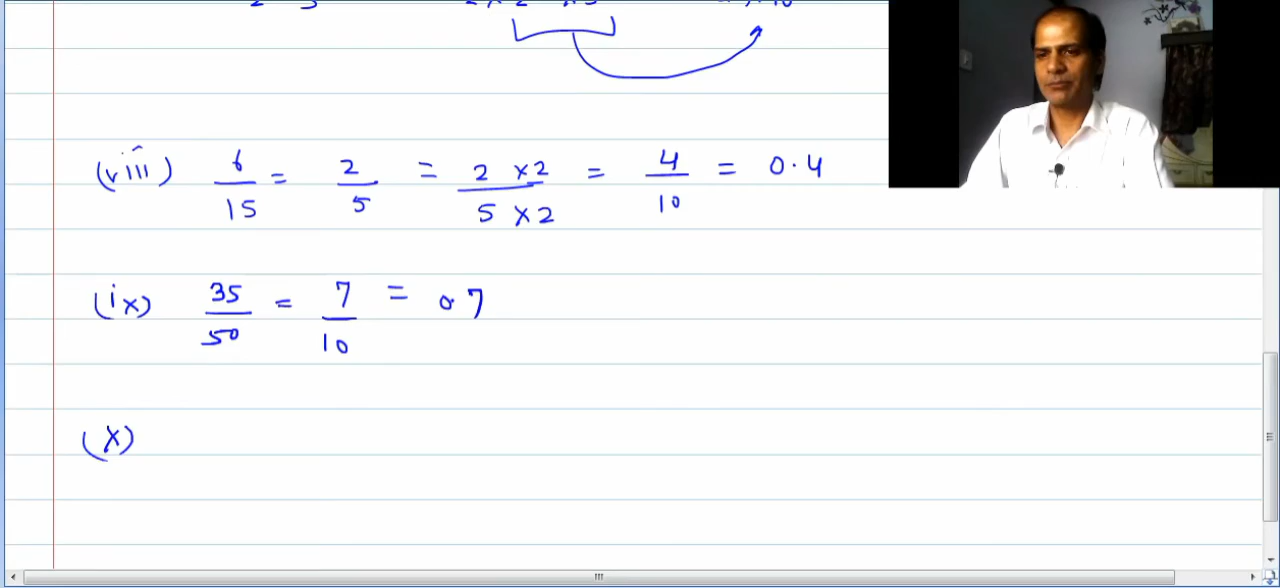 (viii) 6/15 = 2/5 = 2 × 2/5 × 2 = 4/10 = 0.4
(ix) 35/50 = 7/10 = 0.7
(x)